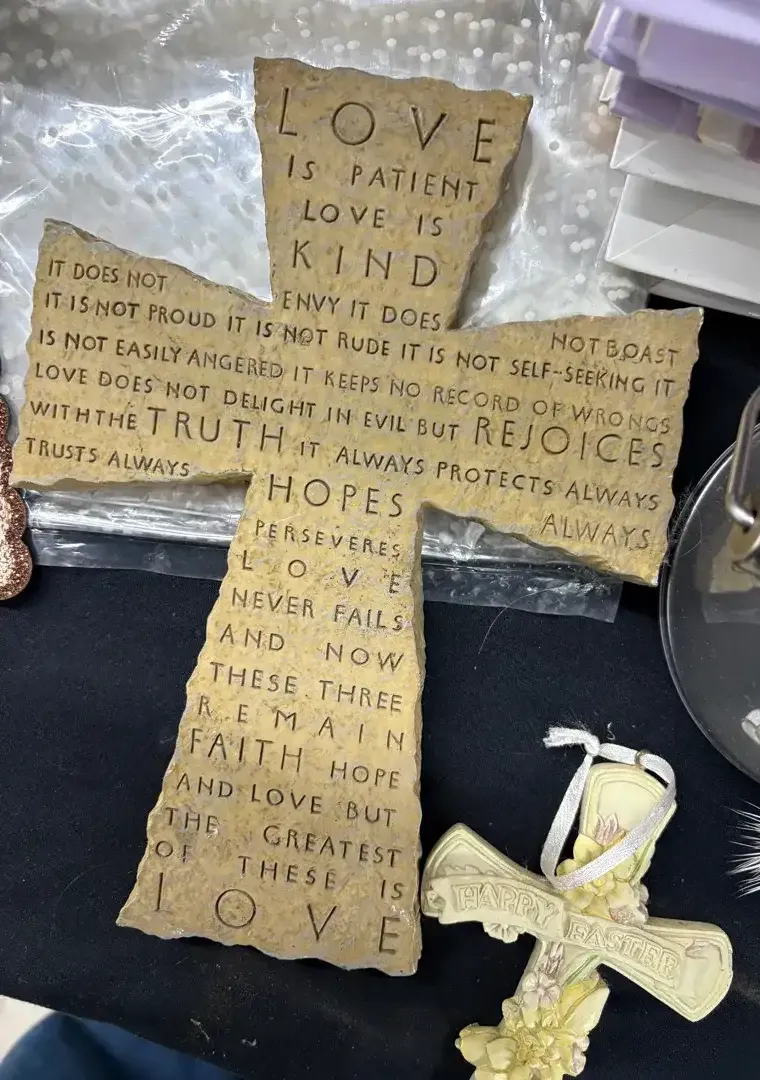 LOVE
IS PATIENT
LOVE IS
KIND
IT DOES NOT ENVY IT DOES NOT BOAST
IT IS NOT PROUD IT IS NOT RUDE IT IS NOT SELF-SEEKING IT
IS NOT EASILY ANGERED IT KEEPS NO RECORD OF WRONGS
LOVE DOES NOT DELIGHT IN EVIL BUT REJOICES
WITH THE TRUTH IT ALWAYS PROTECTS ALWAYS
TRUSTS ALWAYS HOPES ALWAYS
PERSEVERES
LOVE
NEVER FAILS
AND NOW
THESE THREE
REMAIN
FAITH HOPE
AND LOVE BUT
THE GREATEST
OF THESE IS
LOVE
HAPPY EASTER